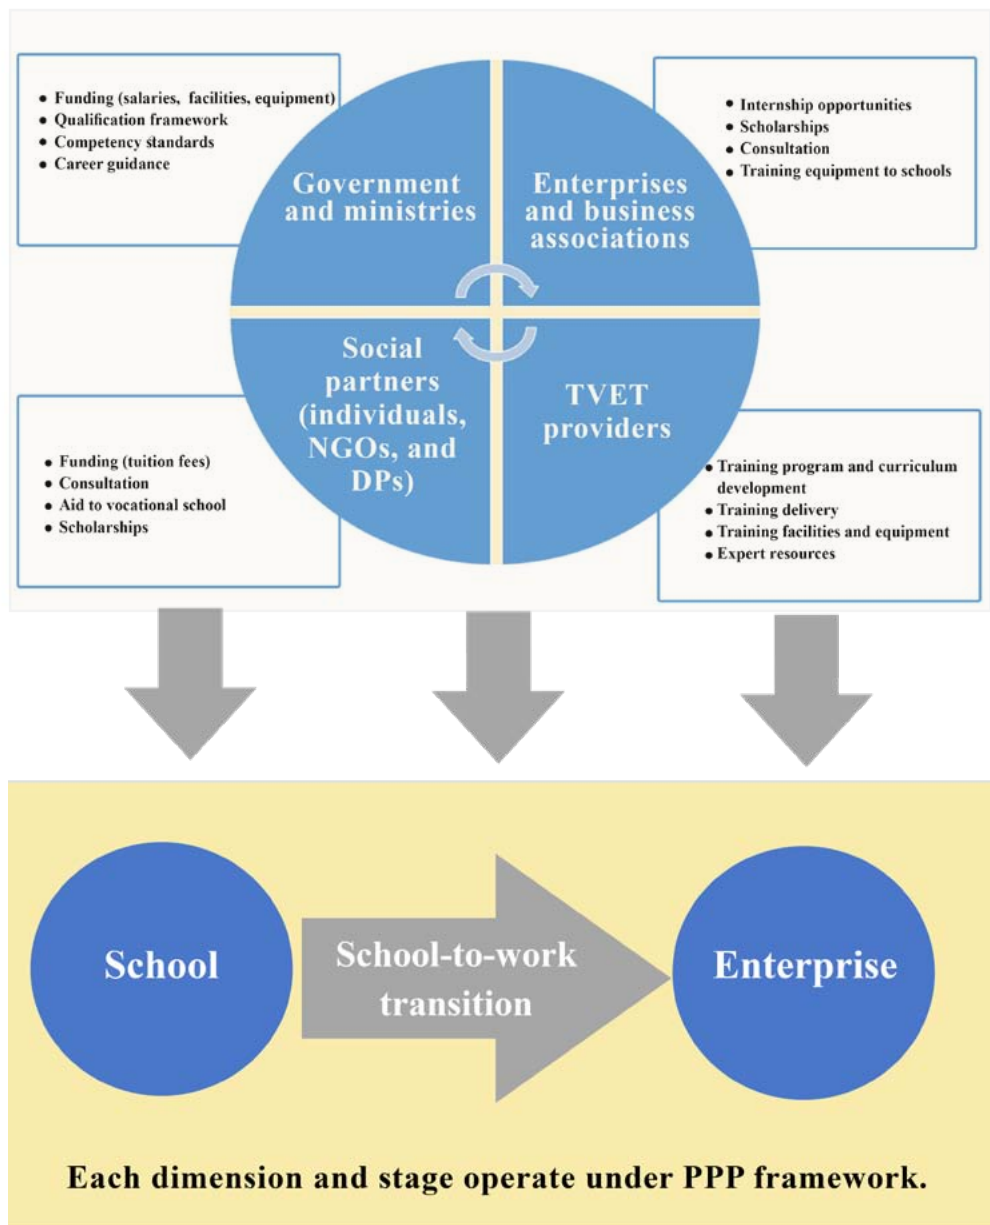 • Funding (salaries, facilities, equipment)
• Qualification framework
• Competency standards
• Career guidance
Government
and ministries
Enterprises
and business
associations
• Internship opportunities
• Scholarships
• Consultation
• Training equipment to schools
• Funding (tuition fees)
• Consultation
• Aid to vocational school
• Scholarships
Social
partners
(individuals,
NGOs, and
DPs)
TVET
providers
• Training program and curriculum
development
• Training delivery
• Training facilities and equipment
• Expert resources
School
School-to-work
transition
Enterprise
Each dimension and stage operate under PPP framework.